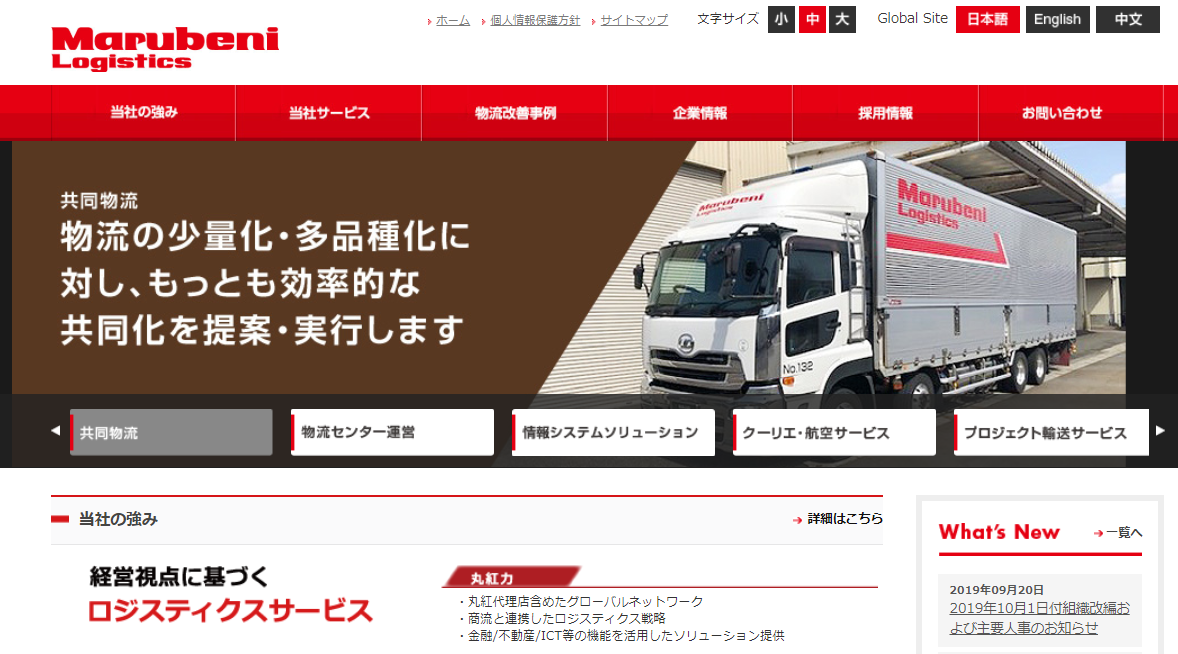 ホーム 個人情報保護方針 サイトマップ 文字サイズ 小 中 大 Global Site 日本語 English 中文
Marubeni
Logistics
当社の強み 当社サービス 物流改善事例 企業情報 採用情報 お問い合わせ
共同物流
物流の少量化・多品種化に
対し、もっとも効率的な
共同化を提案・実行します
Marubeni
Logistics
Marubeni
Logistics
No.132
共同物流 物流センター運営 情報システムソリューション クーリエ・航空サービス プロジェクト輸送サービス
当社の強み 詳細はこちら
経営視点に基づく
ロジスティクスサービス
丸紅力
・丸紅代理店含めたグローバルネットワーク
・商流と連携したロジスティクス戦略
・金融/不動産/ICT等の機能を活用したソリューション提供
What's New 一覧へ
2019年09月20日
2019年10月1日付組織改編お
よび主要人事のお知らせ